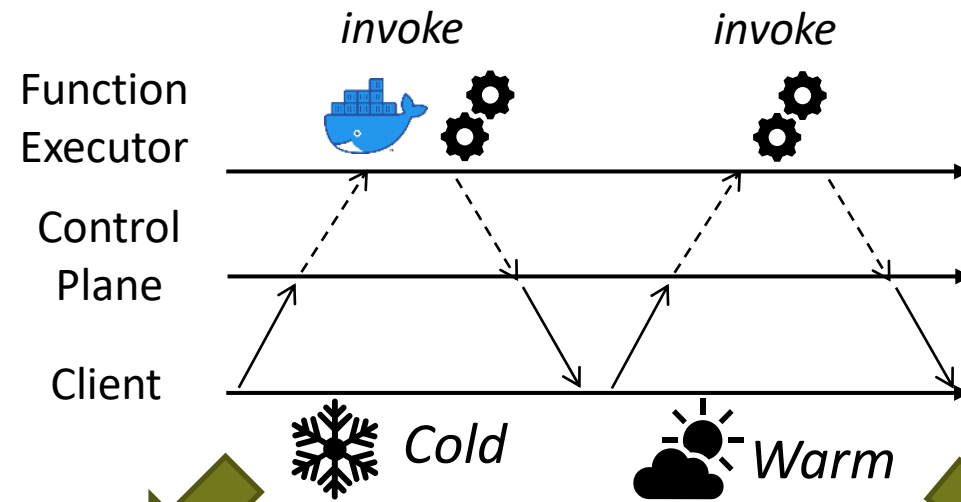 invoke
invoke
Function
Executor
Control
Plane
Client
Cold
Warm